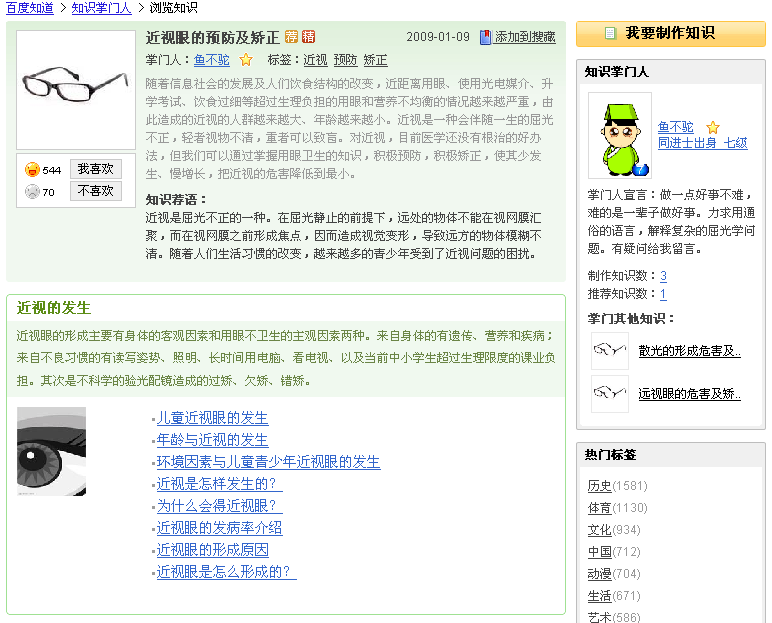 百度知道 > 知识掌门人 > 浏览知识
近视眼的预防及矫正 荐 猪
2009-01-09 添加到搜藏
掌门人：鱼不驼 标签：近视 预防 矫正
随着信息社会的发展及人们饮食结构的改变，近距离用眼、使用光电媒介、升
学考试、饮食过细等超过生理负担的用眼和营养不均衡的情况越来越严重，由
此造成的近视的人群越来越大、年龄越来越小。近视是一种会伴随一生的屈光
不正，轻者视物不清，重者可以致盲。对近视，目前医学还没有根治的好办
法，但我们可以通过掌握用眼卫生的知识，积极预防，积极矫正，使其少发
生、慢增长，把近视的危害降低到最小。
544 我喜欢
70 不喜欢
知识荐语：
近视是屈光不正的一种。在屈光静止的前提下，远处的物体不能在视网膜汇
聚，而在视网膜之前形成焦点，因而造成视觉变形，导致远方的物体模糊不
清。随着人们生活习惯的改变，越来越多的青少年受到了近视问题的困扰。
近视的发生
近视眼的形成主要有身体的客观因素和用眼不卫生的主观因素两种。来自身体的有遗传、营养和疾病；
来自不良习惯的有读写姿势、照明、长时间用电脑、看电视、以及当前中小学生超过生理限度的课业负
担。其次是不科学的验光配镜造成的过矫、欠矫、错矫。
儿童近视眼的发生
年龄与近视的发生
环境因素与儿童青少年近视眼的发生
近视是怎样发生的？
为什么会得近视眼？
近视眼的发病率介绍
近视眼的形成原因
近视眼是怎么形成的？
我要制作知识
知识掌门人
鱼不驼
同进士出身 七级
7
掌门人宣言：做一点好事不难，
难的是一辈子做好事。力求用通
俗的语言，解释复杂的屈光学问
题。有疑问给我留言。
制作知识数：3
推荐知识数：1
掌门其他知识：
散光的形成危害及..
远视眼的危害及矫..
热门标签
历史(1581)
体育(1130)
文化(934)
中国(712)
动漫(704)
生活(671)
艺术(586)